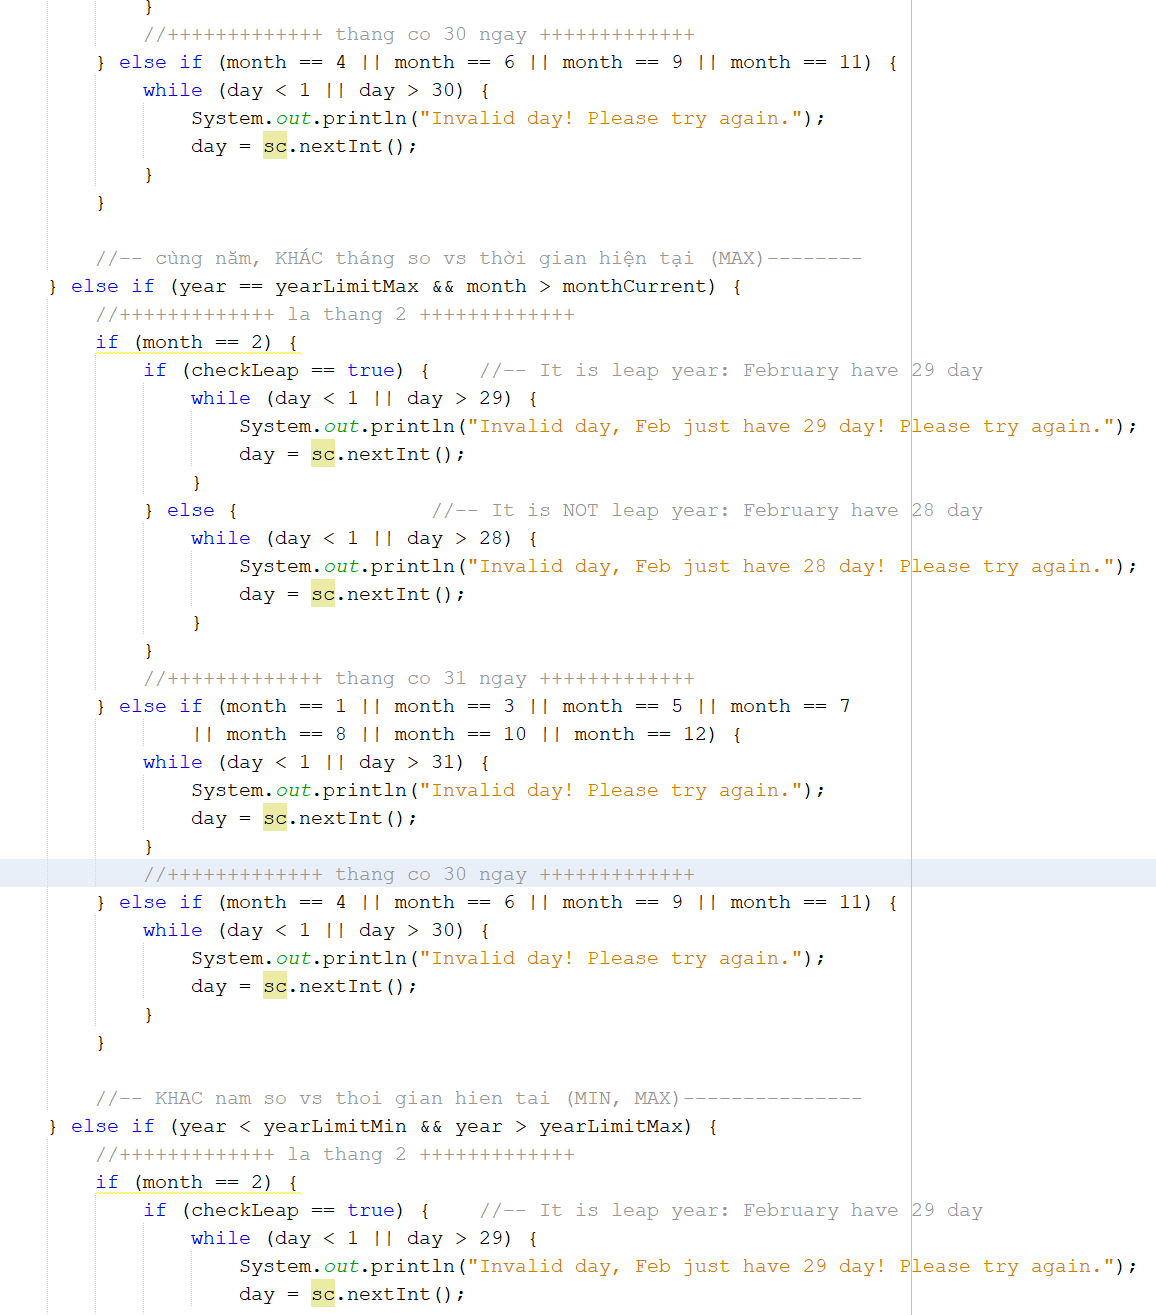 }
//+++++++++++++ thang co 30 ngay +++++++++++++
} else if (month == 4 || month == 6 || month == 9 || month == 11) {
while (day < 1 || day > 30) {
System.out.println("Invalid day! Please try again.");
day = sc.nextInt();
}
}
//-- cùng năm, KHÁC tháng so vs thời gian hiện tại (MAX)--------
} else if (year == yearLimitMax && month > monthCurrent) {
//+++++++++++++ la thang 2 +++++++++++++
if (month == 2) {
if (checkLeap == true) {    //-- It is leap year: February have 29 day
while (day < 1 || day > 29) {
System.out.println("Invalid day, Feb just have 29 day! Please try again.");
day = sc.nextInt();
}
} else {                //-- It is NOT leap year: February have 28 day
while (day < 1 || day > 28) {
System.out.println("Invalid day, Feb just have 28 day! Please try again.");
day = sc.nextInt();
}
}
//+++++++++++++ thang co 31 ngay +++++++++++++
} else if (month == 1 || month == 3 || month == 5 || month == 7
|| month == 8 || month == 10 || month == 12) {
while (day < 1 || day > 31) {
System.out.println("Invalid day! Please try again.");
day = sc.nextInt();
}
//+++++++++++++ thang co 30 ngay +++++++++++++
} else if (month == 4 || month == 6 || month == 9 || month == 11) {
while (day < 1 || day > 30) {
System.out.println("Invalid day! Please try again.");
day = sc.nextInt();
}
}
//-- KHAC nam so vs thoi gian hien tai (MIN, MAX)---------------
} else if (year < yearLimitMin && year > yearLimitMax) {
//+++++++++++++ la thang 2 +++++++++++++
if (month == 2) {
if (checkLeap == true) {    //-- It is leap year: February have 29 day
while (day < 1 || day > 29) {
System.out.println("Invalid day, Feb just have 29 day! Please try again.");
day = sc.nextInt();